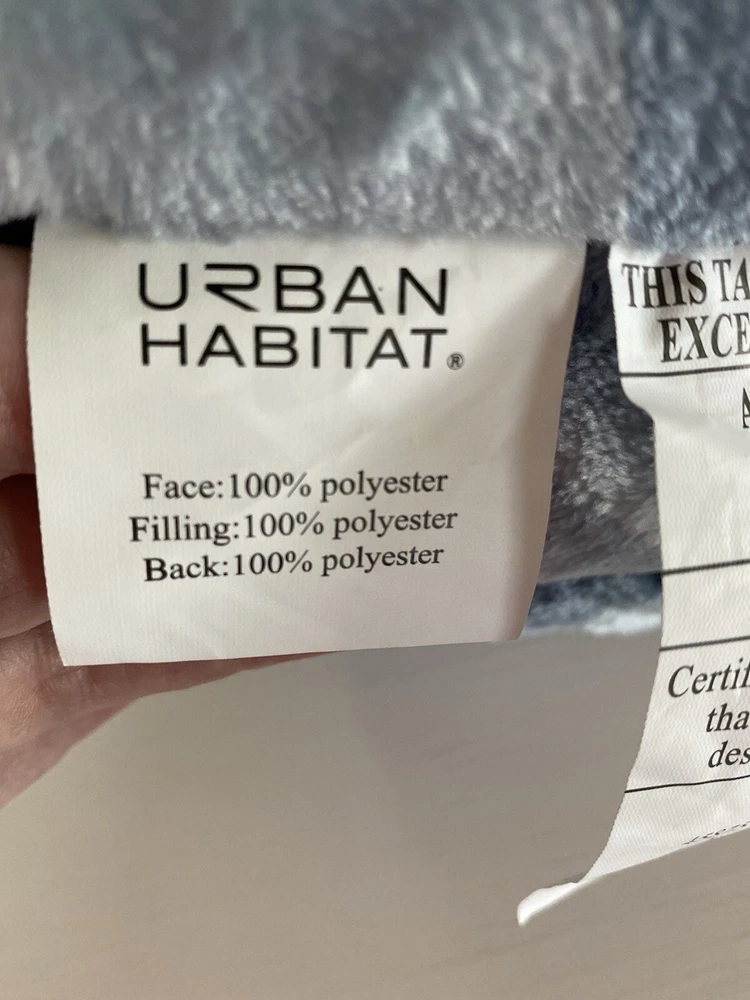 URBAN
HABITAT®
Face:100% polyester
Filling:100% polyester
Back:100% polyester
THIS TA
EXCE
Certif
tha
des